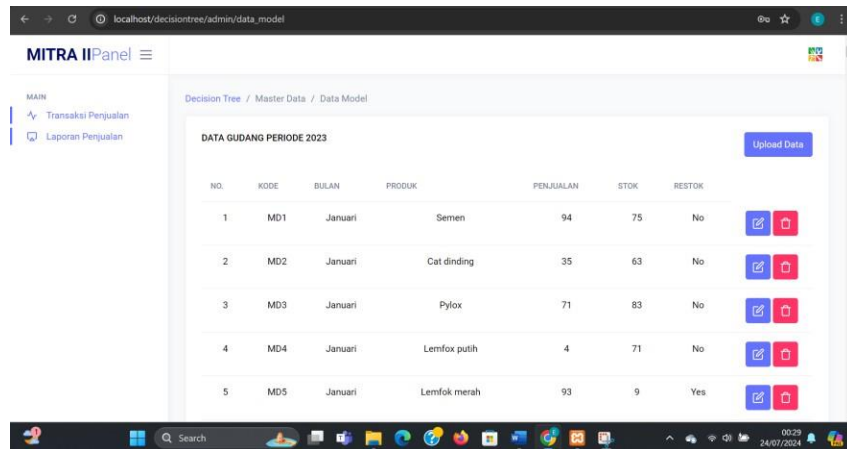 localhost/decisiontree/admin/data_model
K
MITRA IIPanel
MAIN
Transaksi Penjualan
Laporan Penjualan
Decision Tree / Master Data / Data Model
DATA GUDANG PERIODE 2023
Upload Data
NO. KODE BULAN PRODUK PENJUALAN STOK RESTOK
1 MD1 Januari Semen 94 75 No
2 MD2 Januari Cat dinding 35 63 No
3 MD3 Januari Pylox 71 83 No
4 MD4 Januari Lemfox putih 4 71 No
5 MD5 Januari Lemfok merah 93 9 Yes
Search
00:29
24/07/2024